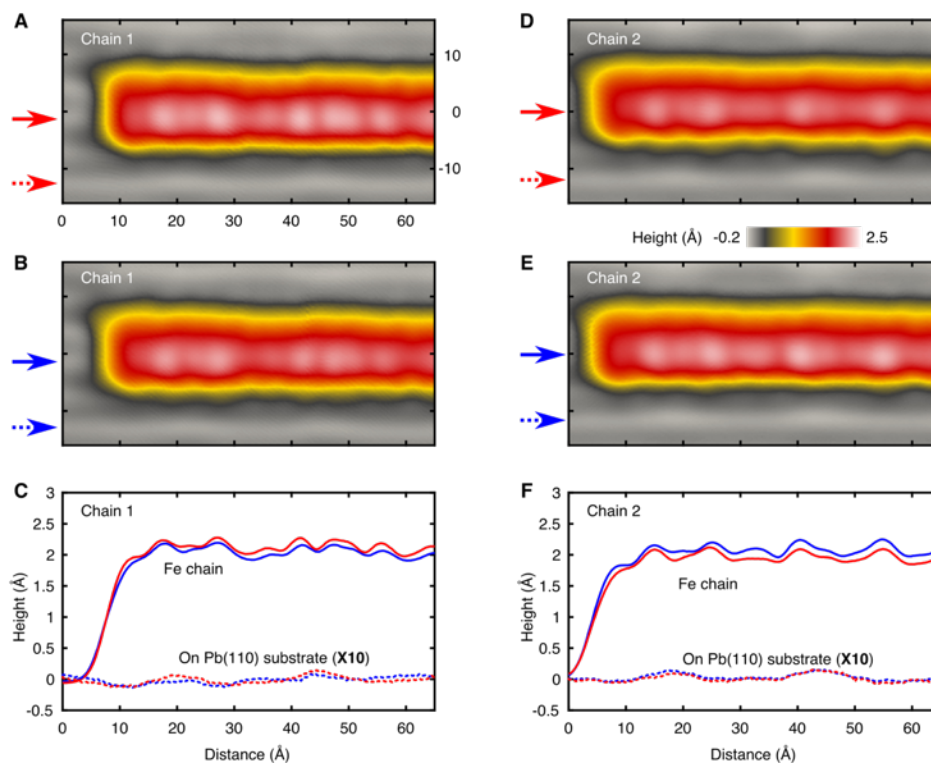 A
Chain 1
10
0
-10
0 10 20 30 40 50 60
D
Chain 2
Height (Å) -0.2 2.5
B
Chain 1
E
Chain 2
C
Chain 1
3
2.5
2
1.5
1
0.5
0
-0.5
Height (Å)
Fe chain
On Pb(110) substrate (X10)
0 10 20 30 40 50 60
Distance (Å)
F
Chain 2
3
2.5
2
1.5
1
0.5
0
-0.5
Height (Å)
Fe chain
On Pb(110) substrate (X10)
0 10 20 30 40 50 60
Distance (Å)